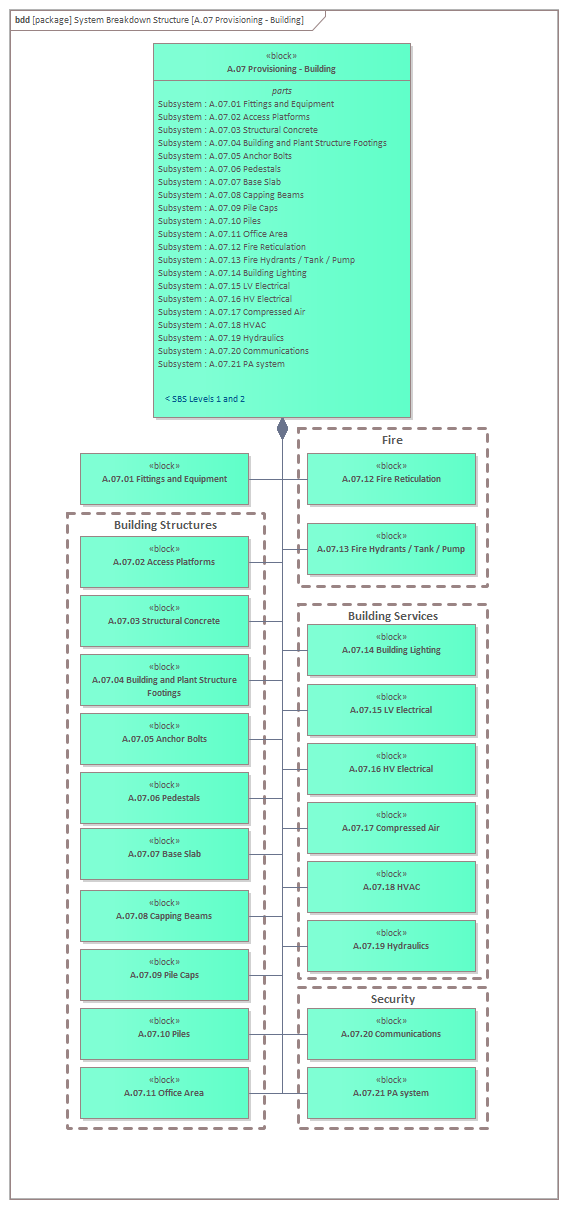 bdd [package] System Breakdown Structure [A.07 Provisioning - Building]
«block»
A.07 Provisioning - Building
parts
Subsystem : A.07.01 Fittings and Equipment
Subsystem : A.07.02 Access Platforms
Subsystem : A.07.03 Structural Concrete
Subsystem : A.07.04 Building and Plant Structure Footings
Subsystem : A.07.05 Anchor Bolts
Subsystem : A.07.06 Pedestals
Subsystem : A.07.07 Base Slab
Subsystem : A.07.08 Capping Beams
Subsystem : A.07.09 Pile Caps
Subsystem : A.07.10 Piles
Subsystem : A.07.11 Office Area
Subsystem : A.07.12 Fire Reticulation
Subsystem : A.07.13 Fire Hydrants / Tank / Pump
Subsystem : A.07.14 Building Lighting
Subsystem : A.07.15 LV Electrical
Subsystem : A.07.16 HV Electrical
Subsystem : A.07.17 Compressed Air
Subsystem : A.07.18 HVAC
Subsystem : A.07.19 Hydraulics
Subsystem : A.07.20 Communications
Subsystem : A.07.21 PA system
< SBS Levels 1 and 2
«block»
A.07.01 Fittings and Equipment
Building Structures
«block»
A.07.02 Access Platforms
«block»
A.07.03 Structural Concrete
«block»
A.07.04 Building and Plant Structure
Footings
«block»
A.07.05 Anchor Bolts
«block»
A.07.06 Pedestals
«block»
A.07.07 Base Slab
«block»
A.07.08 Capping Beams
«block»
A.07.09 Pile Caps
«block»
A.07.10 Piles
«block»
A.07.11 Office Area
Fire
«block»
A.07.12 Fire Reticulation
«block»
A.07.13 Fire Hydrants / Tank / Pump
Building Services
«block»
A.07.14 Building Lighting
«block»
A.07.15 LV Electrical
«block»
A.07.16 HV Electrical
«block»
A.07.17 Compressed Air
«block»
A.07.18 HVAC
«block»
A.07.19 Hydraulics
Security
«block»
A.07.20 Communications
«block»
A.07.21 PA system